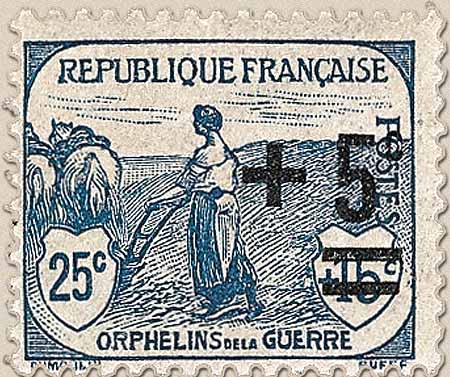 REPUBLIQUE FRANÇAISE
POSTES
+ 5
25c
+15c
ORPHELINS DE LA GUERRE